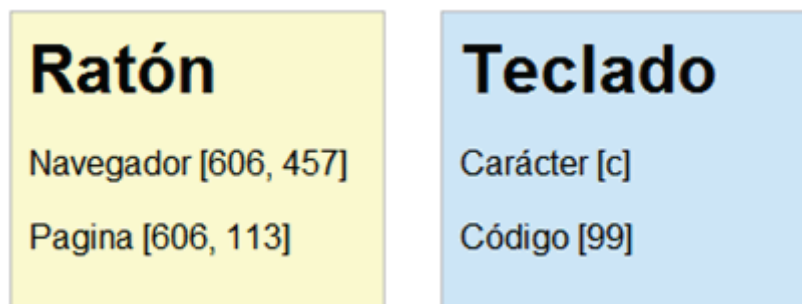 Ratón
Navegador [606, 457]
Pagina [606, 113]
Teclado
Carácter [c]
Código [99]